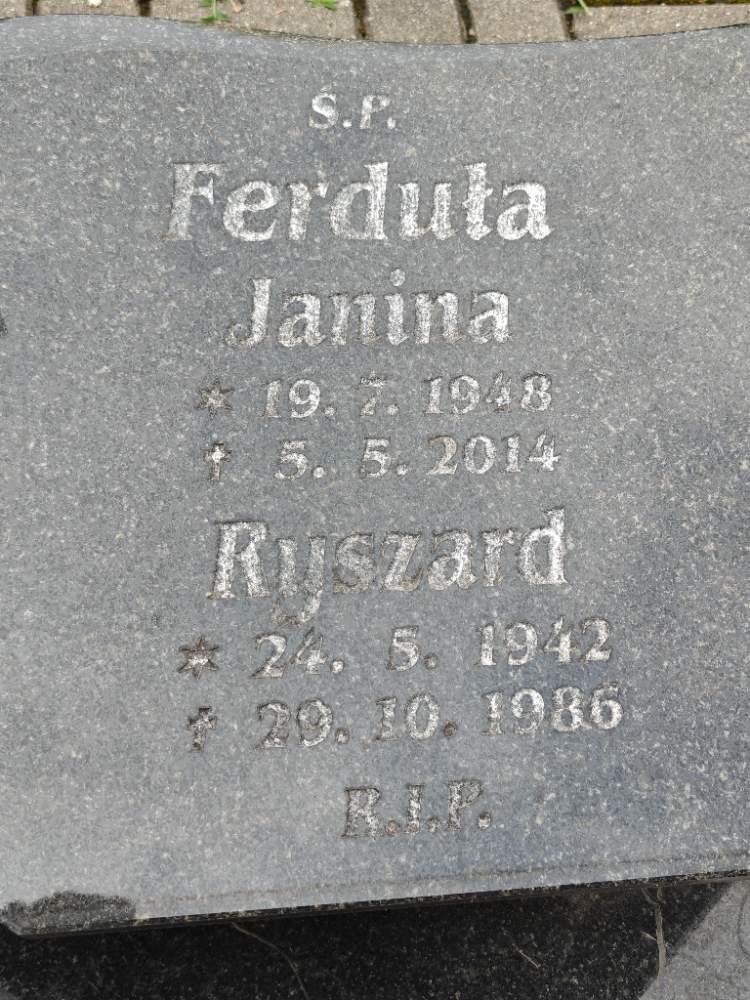 Ś.P.
Ferduła
Janina
* 19. 7. 1948
† 5. 5. 2014
Ryszard
* 24. 5. 1942
† 29. 10. 1986
R.I.P.